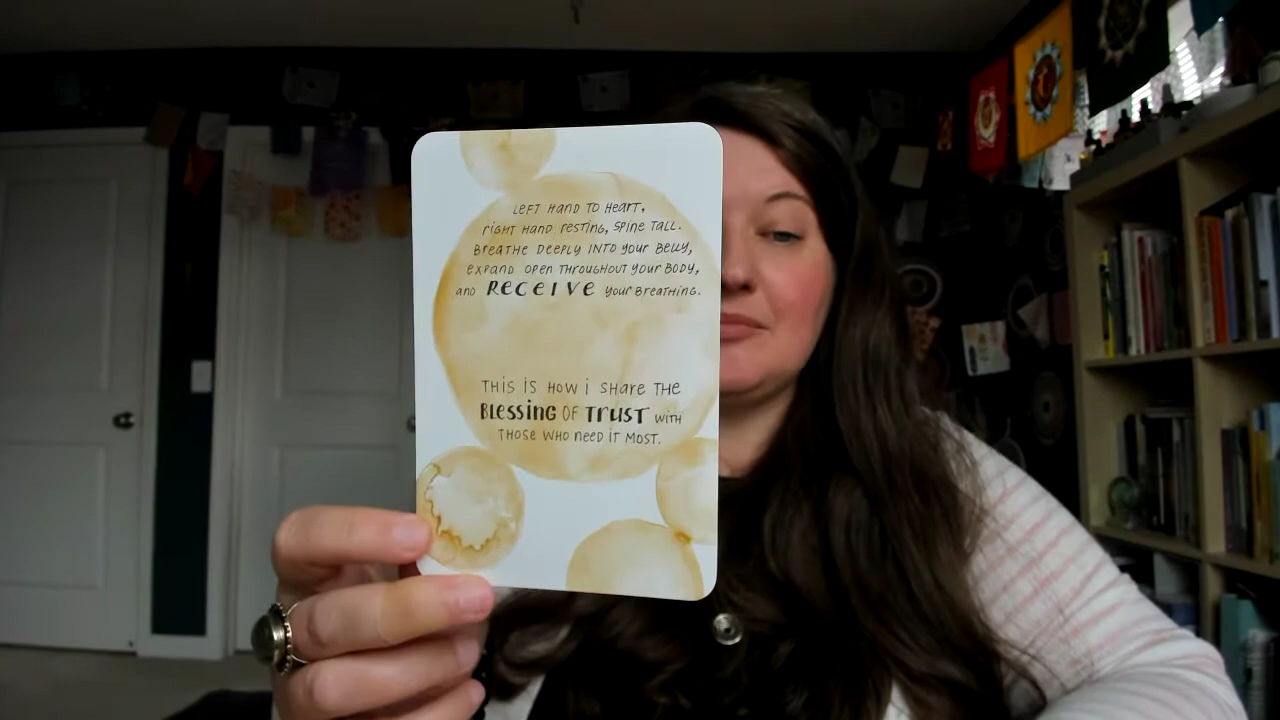 LEFT HAND TO HEART,
RIGHT HAND RESTING, SPINE TALL.
BREATHE DEEPLY INTO YOUR BELLY,
EXPAND OPEN THROUGHOUT YOUR BODY,
AND RECEIVE YOUR BREATHING.
THIS IS HOW I SHARE THE
BLESSING OF TRUST WITH
THOSE WHO NEED IT MOST.